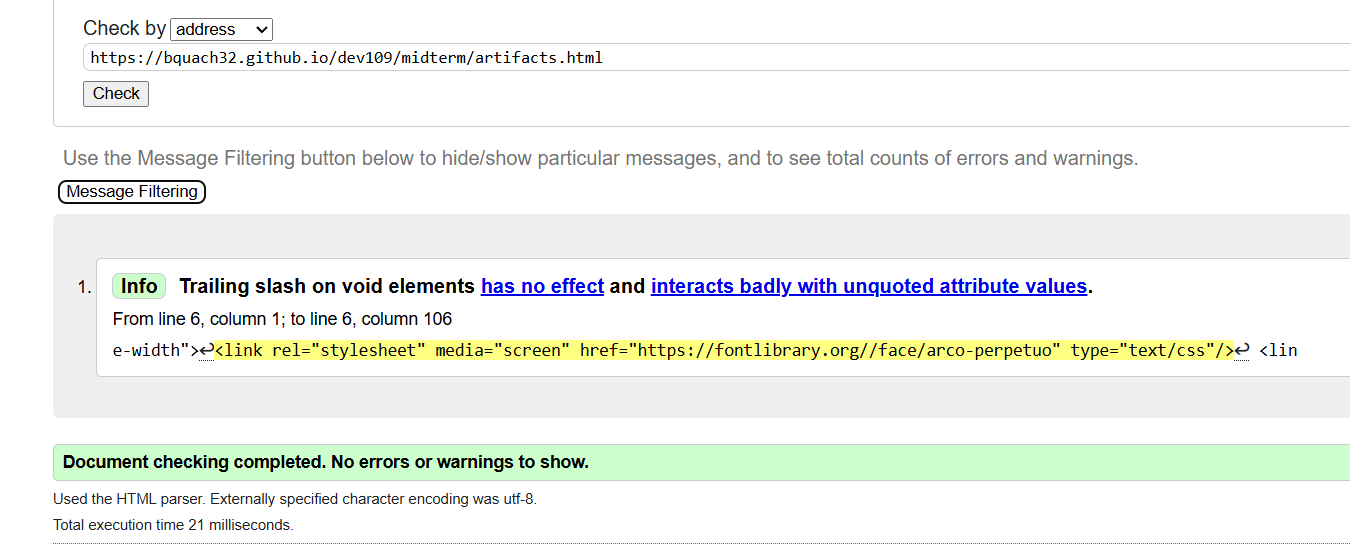 Check by address
https://bquach32.github.io/dev109/midterm/artifacts.html
Check
Use the Message Filtering button below to hide/show particular messages, and to see total counts of errors and warnings.
Message Filtering
1. Info Trailing slash on void elements has no effect and interacts badly with unquoted attribute values.
From line 6, column 1; to line 6, column 106
e-width">↩<link rel="stylesheet" media="screen" href="https://fontlibrary.org//face/arco-perpetuo" type="text/css"/>↩ <lin
Document checking completed. No errors or warnings to show.
Used the HTML parser. Externally specified character encoding was utf-8.
Total execution time 21 milliseconds.